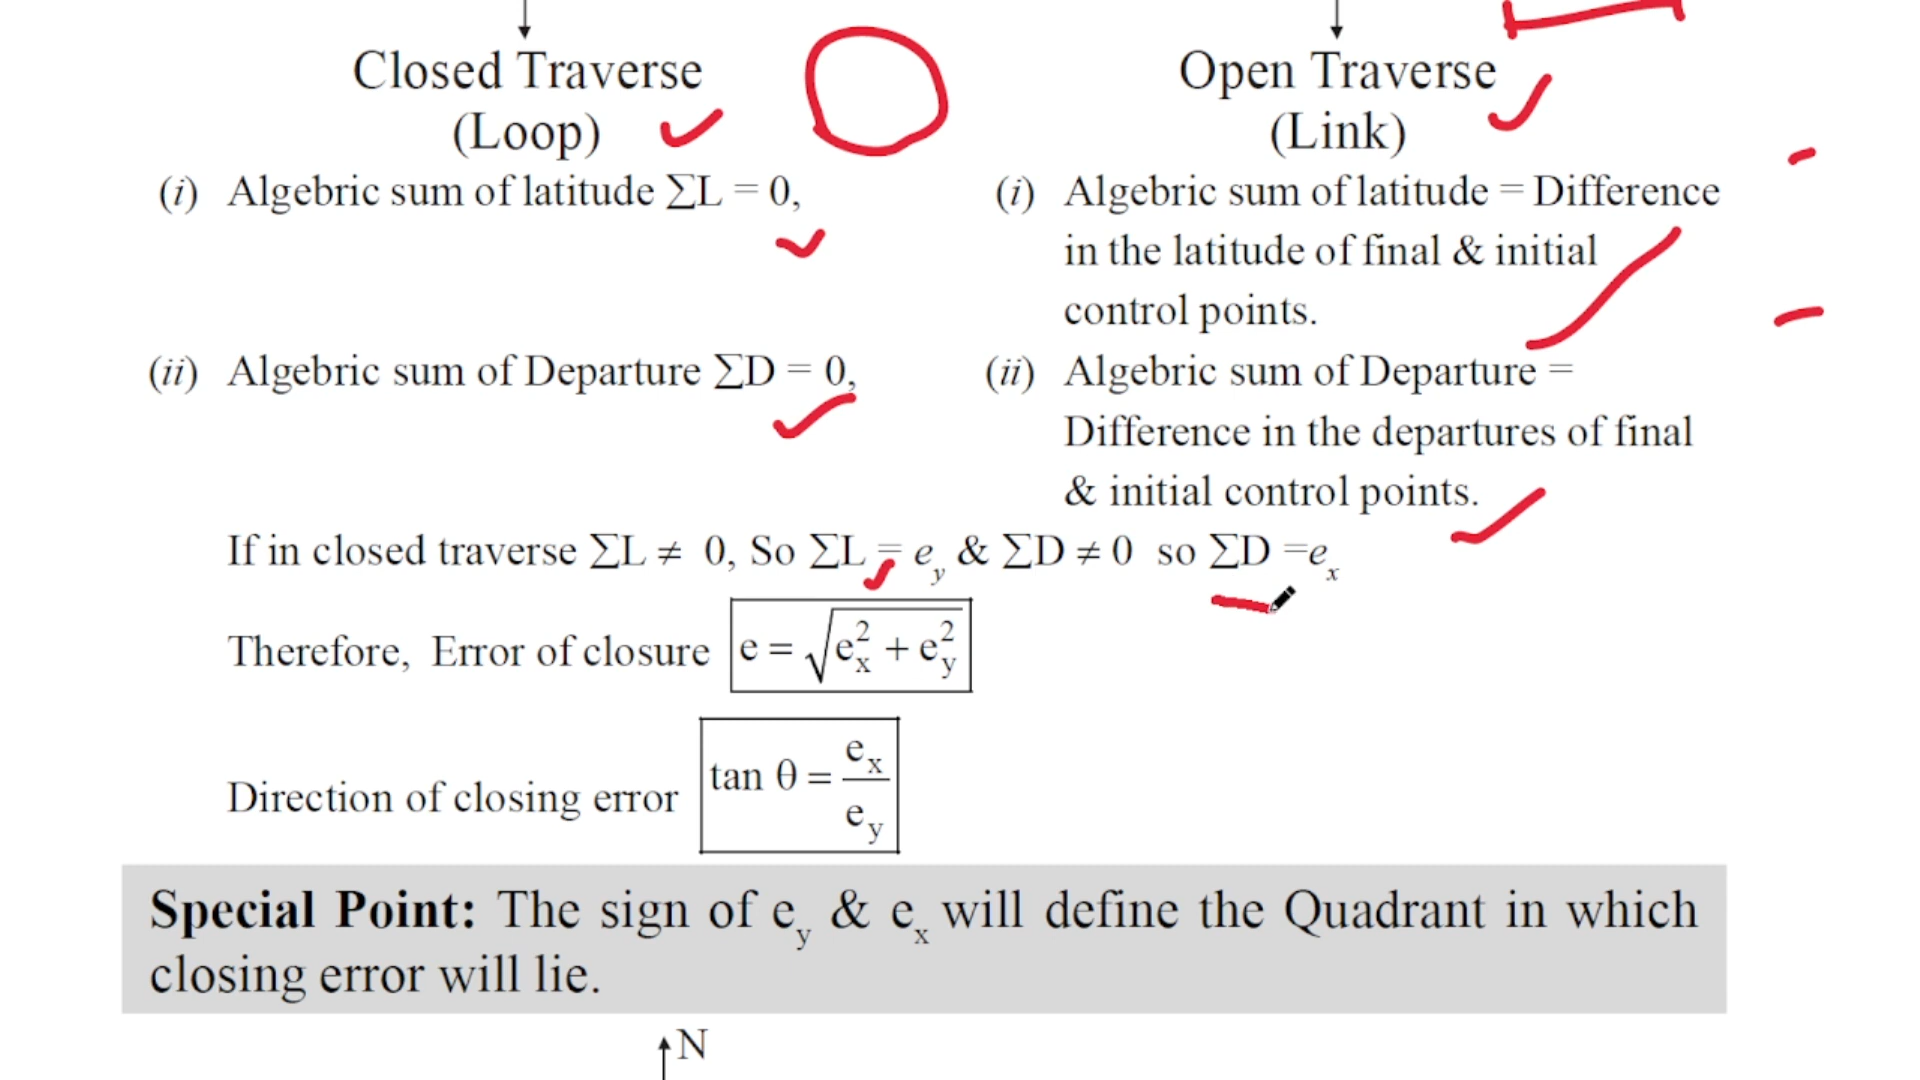 Closed Traverse
(Loop)
(i) Algebric sum of latitude ΣL = 0,
(ii) Algebric sum of Departure ΣD = 0,
Open Traverse
(Link)
(i) Algebric sum of latitude = Difference
in the latitude of final & initial
control points.
(ii) Algebric sum of Departure =
Difference in the departures of final
& initial control points.
If in closed traverse ΣL ≠ 0, So ΣL = e_y & ΣD ≠ 0 so ΣD =e_x
Therefore, Error of closure e = √(e_x^2 + e_y^2)
Direction of closing error tan θ = e_x / e_y
Special Point: The sign of e_y & e_x will define the Quadrant in which
closing error will lie.
N